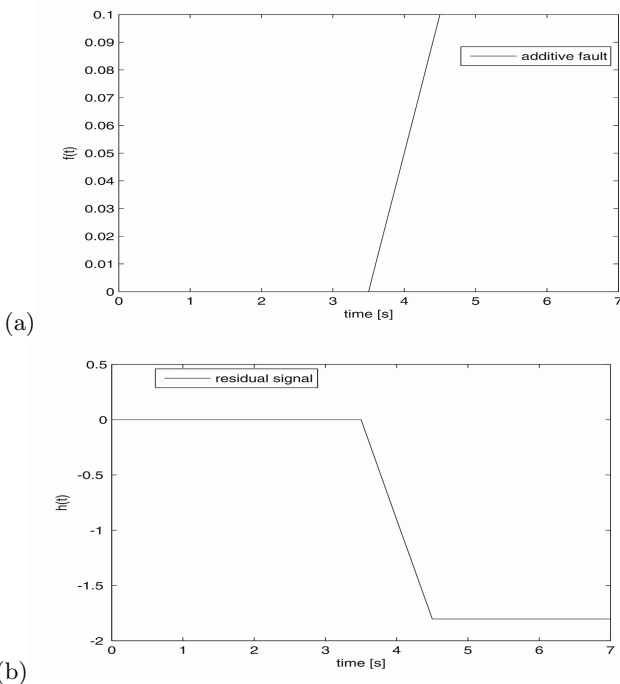 0.1
0.09
0.08
0.07
0.06
0.05
0.04
0.03
0.02
0.01
0
f(t)
additive fault
0 1 2 3 4 5 6 7
time [s]
(a)
0.5
0
-0.5
-1
-1.5
-2
h(t)
residual signal
0 1 2 3 4 5 6 7
time [s]
(b)